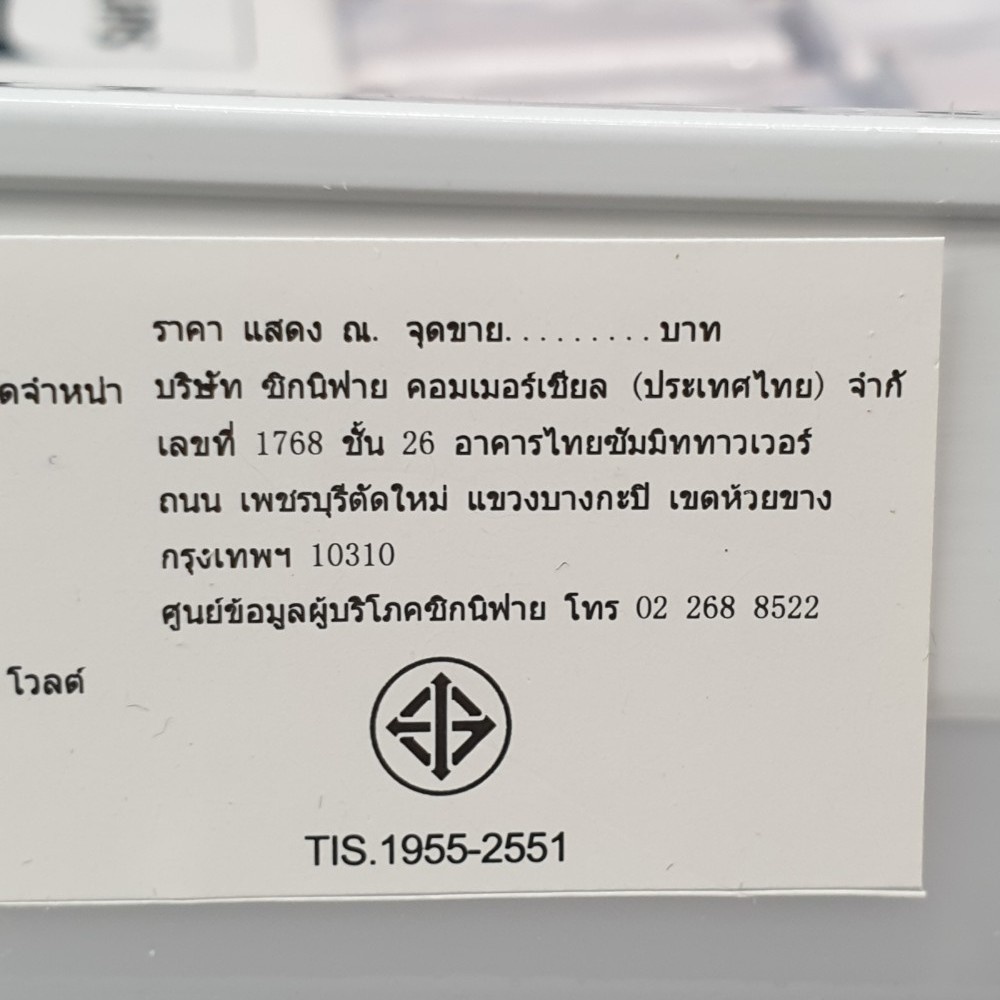 ราคา แสดง ณ. จุดขาย.........บาท
ดจำหน่า บริษัท ซิกนิฟาย คอมเมอร์เชียล (ประเทศไทย) จำกั
เลขที่ 1768 ชั้น 26 อาคารไทยซัมมิททาวเวอร์
ถนน เพชรบุรีตัดใหม่ แขวงบางกะปิ เขตห้วยขาง
กรุงเทพฯ 10310
ศูนย์ข้อมูลผู้บริโภคซิกนิฟาย โทร 02 268 8522
โวลต์
TIS.1955-2551